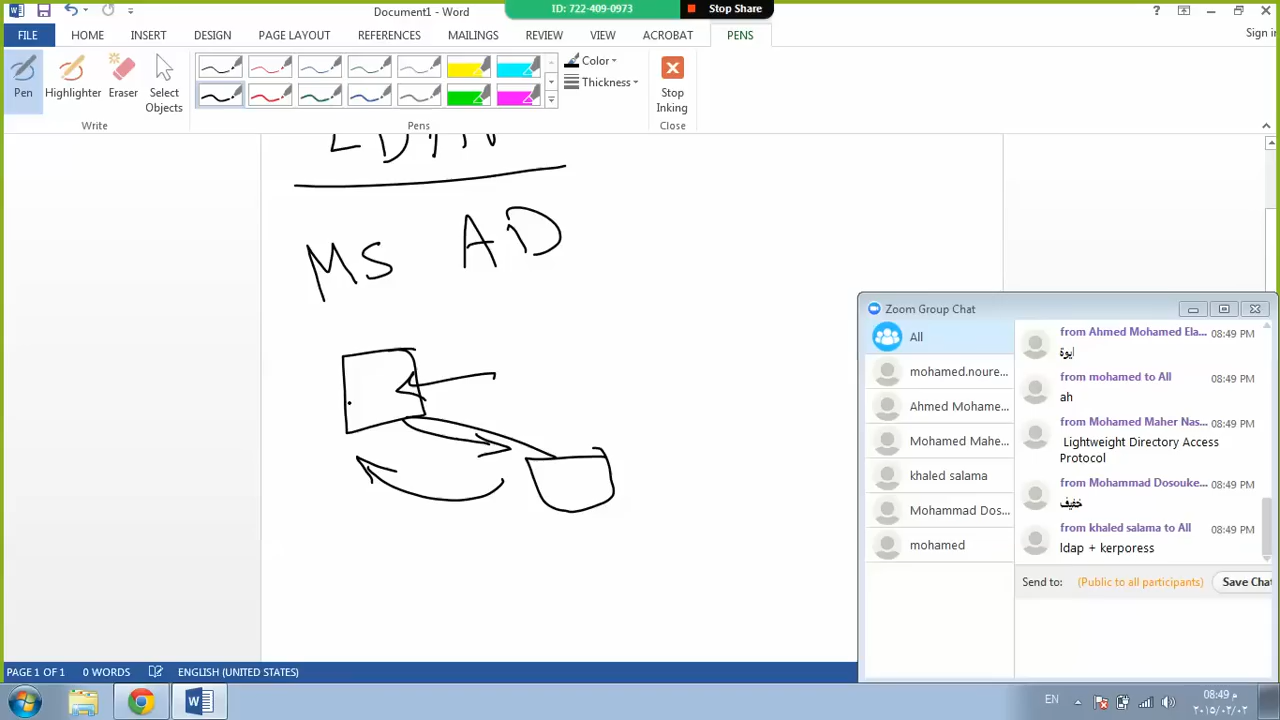 Document1 - Word
ID: 722-409-0973
Stop Share
Sign in
FILE HOME INSERT DESIGN PAGE LAYOUT REFERENCES MAILINGS REVIEW VIEW ACROBAT PENS
Pen
Highlighter
Eraser
Select Objects
Color
Thickness
Stop Inking
Write
Pens
Close
MS AD
Zoom Group Chat
All
mohamed.noure...
Ahmed Mohame...
Mohamed Mahe...
khaled salama
Mohammad Dos...
mohamed
from Ahmed Mohamed Ela... 08:49 PM
ايوة
from mohamed to All 08:49 PM
ah
from Mohamed Maher Nas... 08:49 PM
Lightweight Directory Access
Protocol
from Mohammad Dosouke... 08:49 PM
خفيف
from khaled salama to All 08:49 PM
ldap + kerporess
Send to: (Public to all participants) Save Chat
PAGE 1 OF 1 0 WORDS ENGLISH (UNITED STATES)
EN
08:49 م
٢٠١٥/٠٢/٠٢